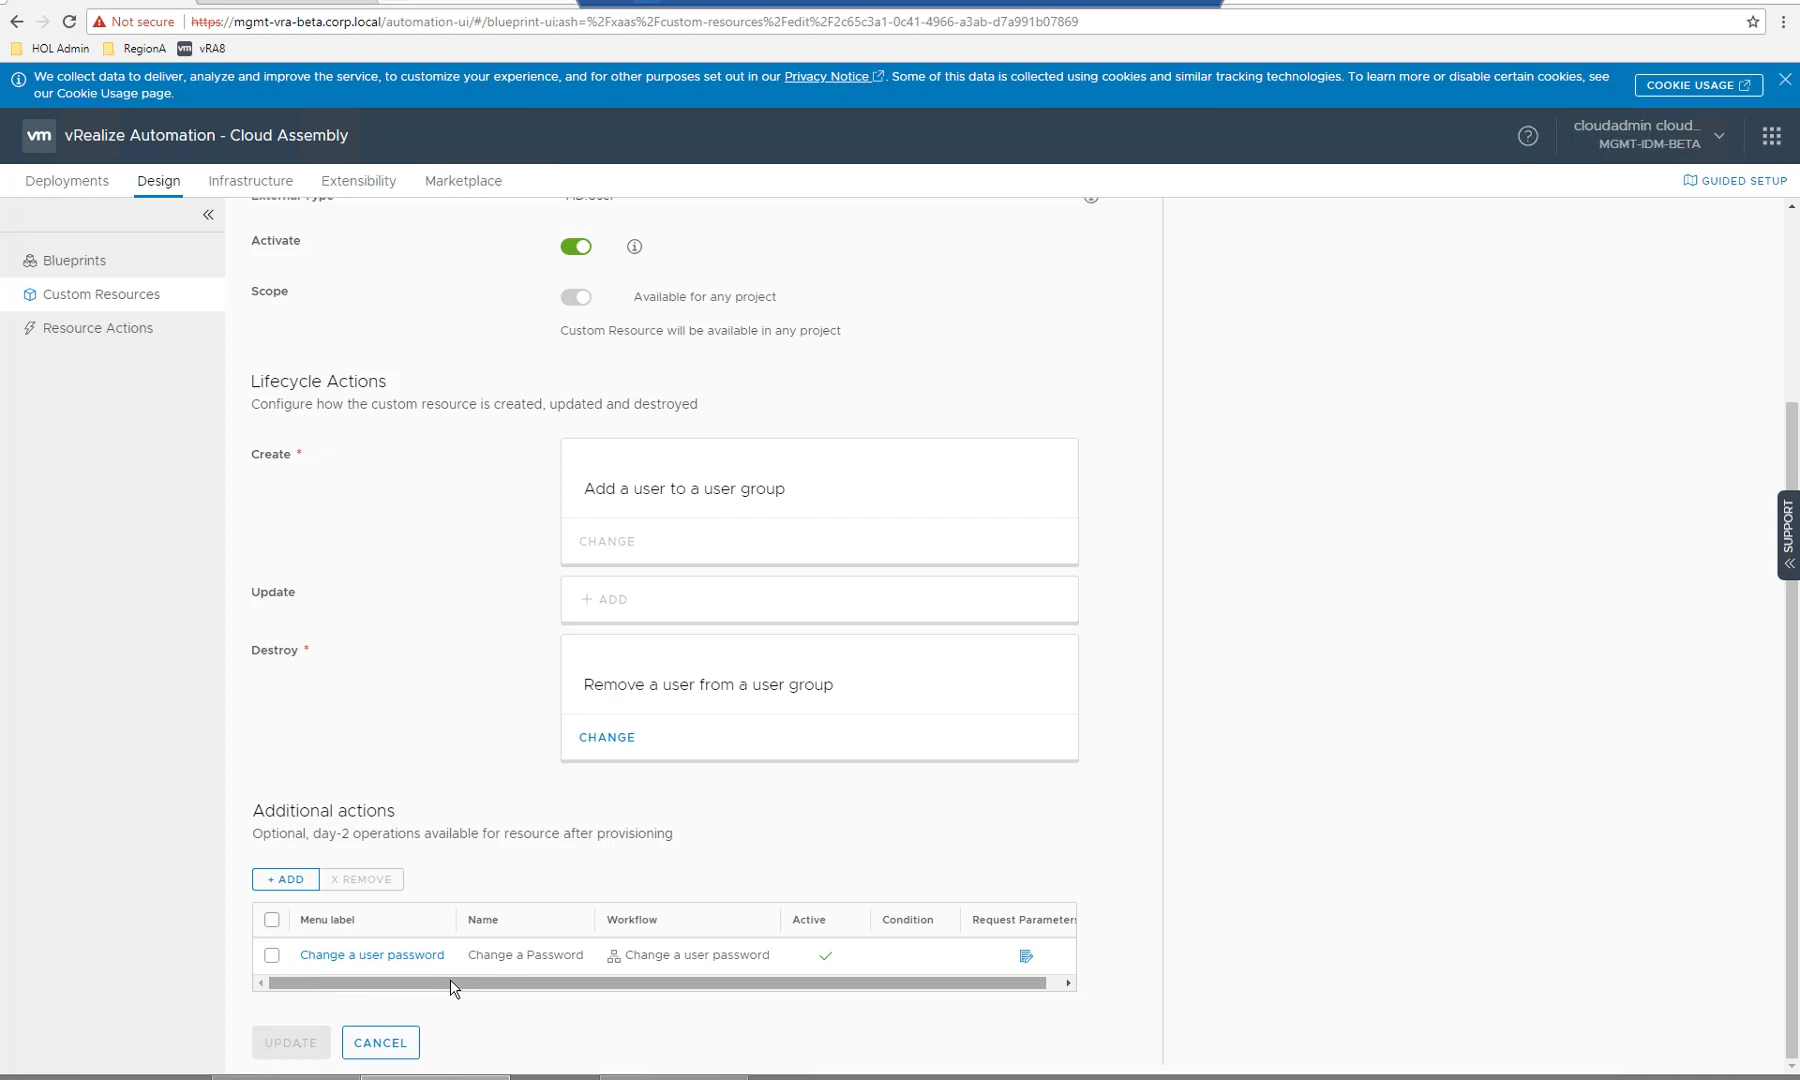 Not secure | https://mgmt-vra-beta.corp.local/automation-ui/#/blueprint-ui;ash=%2Fxaas%2Fcustom-resources%2Fedit%2F2c65c3a1-0c41-4966-a3ab-d7a991b07869
HOL Admin RegionA vm vRA8
We collect data to deliver, analyze and improve the service, to customize your experience, and for other purposes set out in our Privacy Notice. Some of this data is collected using cookies and similar tracking technologies. To learn more or disable certain cookies, see
our Cookie Usage page.
COOKIE USAGE
vm vRealize Automation - Cloud Assembly
cloudadmin cloud...
MGMT-IDM-BETA
Deployments Design Infrastructure Extensibility Marketplace
GUIDED SETUP
Blueprints
Custom Resources
Resource Actions
External Type AD:User
Activate
Scope Available for any project
Custom Resource will be available in any project
Lifecycle Actions
Configure how the custom resource is created, updated and destroyed
Create *
Add a user to a user group
CHANGE
Update
+ ADD
Destroy *
Remove a user from a user group
CHANGE
SUPPORT
Additional actions
Optional, day-2 operations available for resource after provisioning
+ ADD X REMOVE
Menu label Name Workflow Active Condition Request Parameters
Change a user password Change a Password Change a user password
UPDATE CANCEL